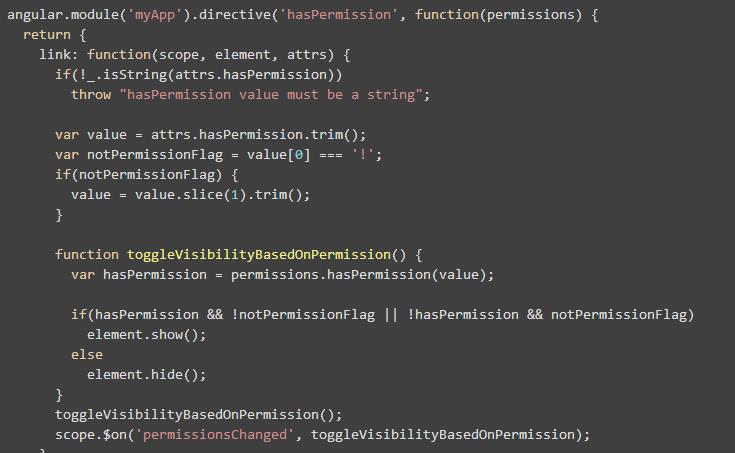 angular.module('myApp').directive('hasPermission', function(permissions) {
  return {
    link: function(scope, element, attrs) {
      if(!_.isString(attrs.hasPermission))
        throw "hasPermission value must be a string";

      var value = attrs.hasPermission.trim();
      var notPermissionFlag = value[0] === '!';
      if(notPermissionFlag) {
        value = value.slice(1).trim();
      }

      function toggleVisibilityBasedOnPermission() {
        var hasPermission = permissions.hasPermission(value);

        if(hasPermission && !notPermissionFlag || !hasPermission && notPermissionFlag)
          element.show();
        else
          element.hide();
      }
      toggleVisibilityBasedOnPermission();
      scope.$on('permissionsChanged', toggleVisibilityBasedOnPermission);